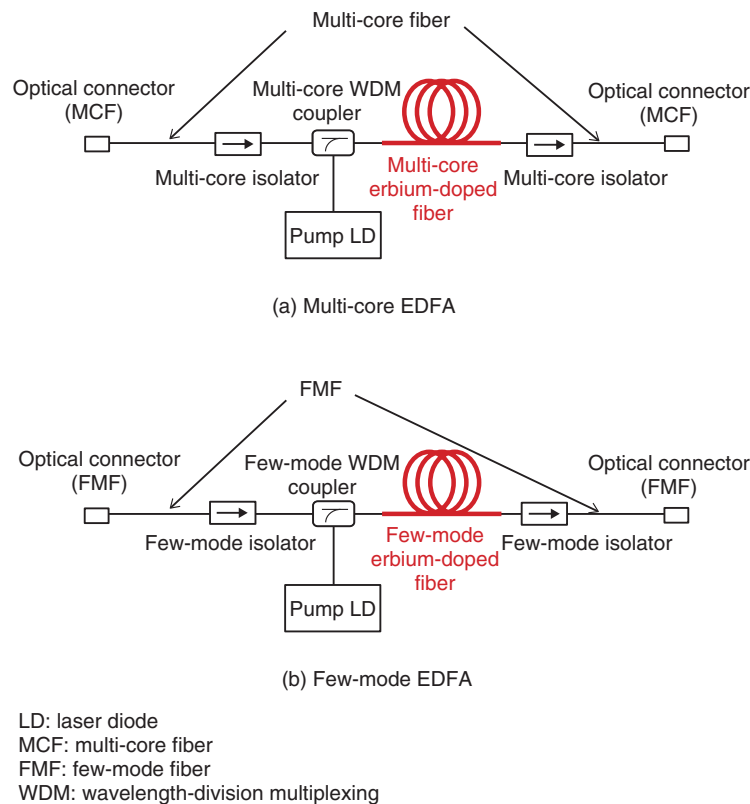 Multi-core fiber
Optical connector
(MCF)
Multi-core WDM
coupler
Optical connector
(MCF)
Multi-core isolator
Multi-core
erbium-doped
fiber
Multi-core isolator
Pump LD
(a) Multi-core EDFA
FMF
Optical connector
(FMF)
Few-mode WDM
coupler
Optical connector
(FMF)
Few-mode isolator
Few-mode
erbium-doped
fiber
Few-mode isolator
Pump LD
(b) Few-mode EDFA
LD: laser diode
MCF: multi-core fiber
FMF: few-mode fiber
WDM: wavelength-division multiplexing